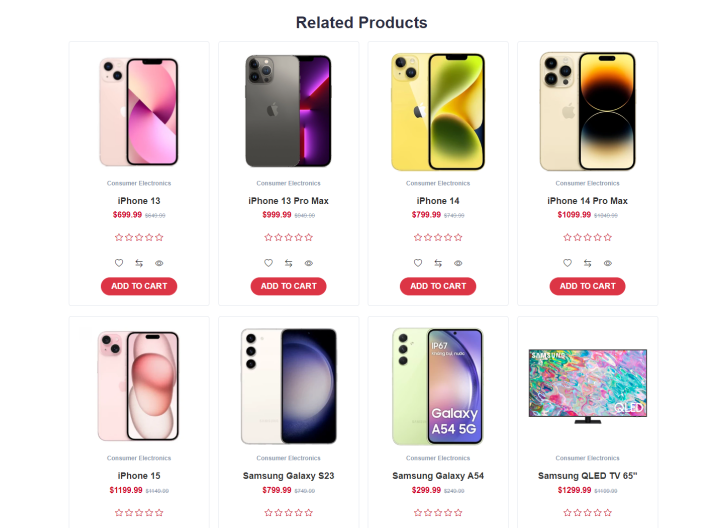 Related Products
Consumer Electronics
iPhone 13
$699.99 $649.99
ADD TO CART
Consumer Electronics
iPhone 13 Pro Max
$999.99 $949.99
ADD TO CART
Consumer Electronics
iPhone 14
$799.99 $749.99
ADD TO CART
Consumer Electronics
iPhone 14 Pro Max
$1099.99 $1049.99
ADD TO CART
Consumer Electronics
iPhone 15
$1199.99 $1149.99
Consumer Electronics
Samsung Galaxy S23
$799.99 $749.99
IP67
Galaxy
A54 5G
Consumer Electronics
Samsung Galaxy A54
$299.99 $249.99
SAMSUNG
QLED
Consumer Electronics
Samsung QLED TV 65"
$1299.99 $1199.99